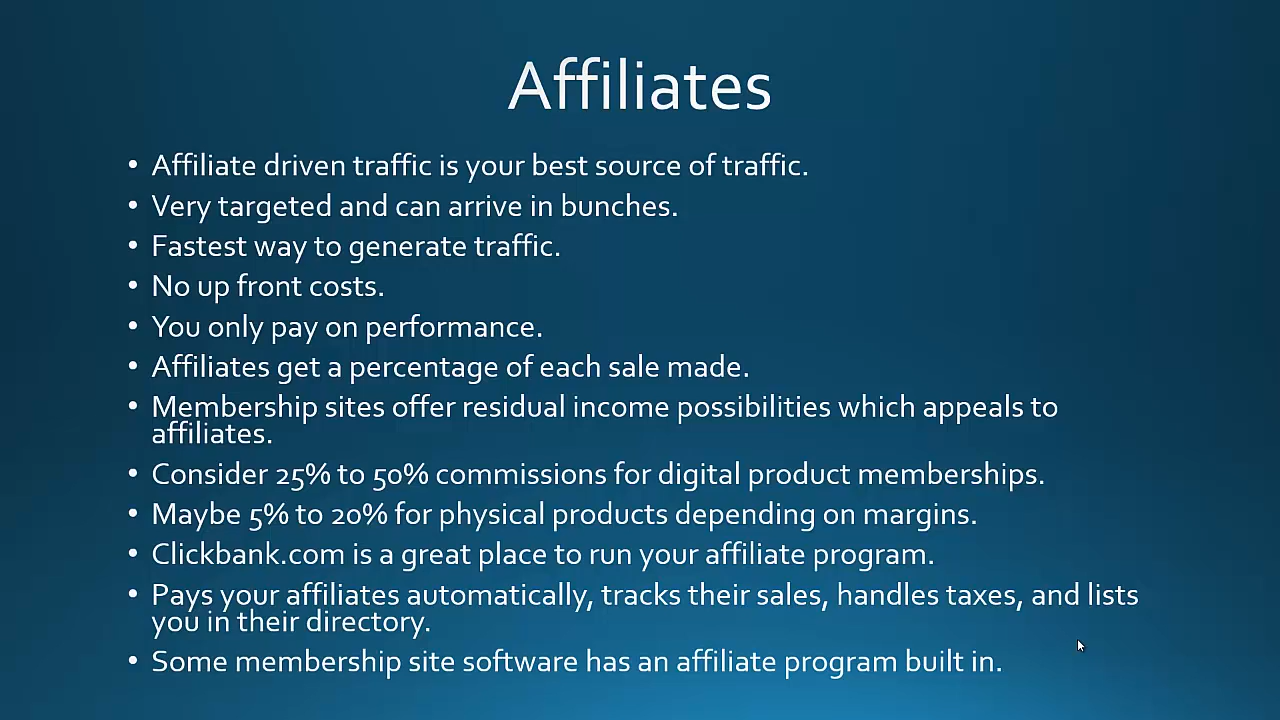 Affiliates
• Affiliate driven traffic is your best source of traffic.
• Very targeted and can arrive in bunches.
• Fastest way to generate traffic.
• No up front costs.
• You only pay on performance.
• Affiliates get a percentage of each sale made.
• Membership sites offer residual income possibilities which appeals to
affiliates.
• Consider 25% to 50% commissions for digital product memberships.
• Maybe 5% to 20% for physical products depending on margins.
• Clickbank.com is a great place to run your affiliate program.
• Pays your affiliates automatically, tracks their sales, handles taxes, and lists
you in their directory.
• Some membership site software has an affiliate program built in.